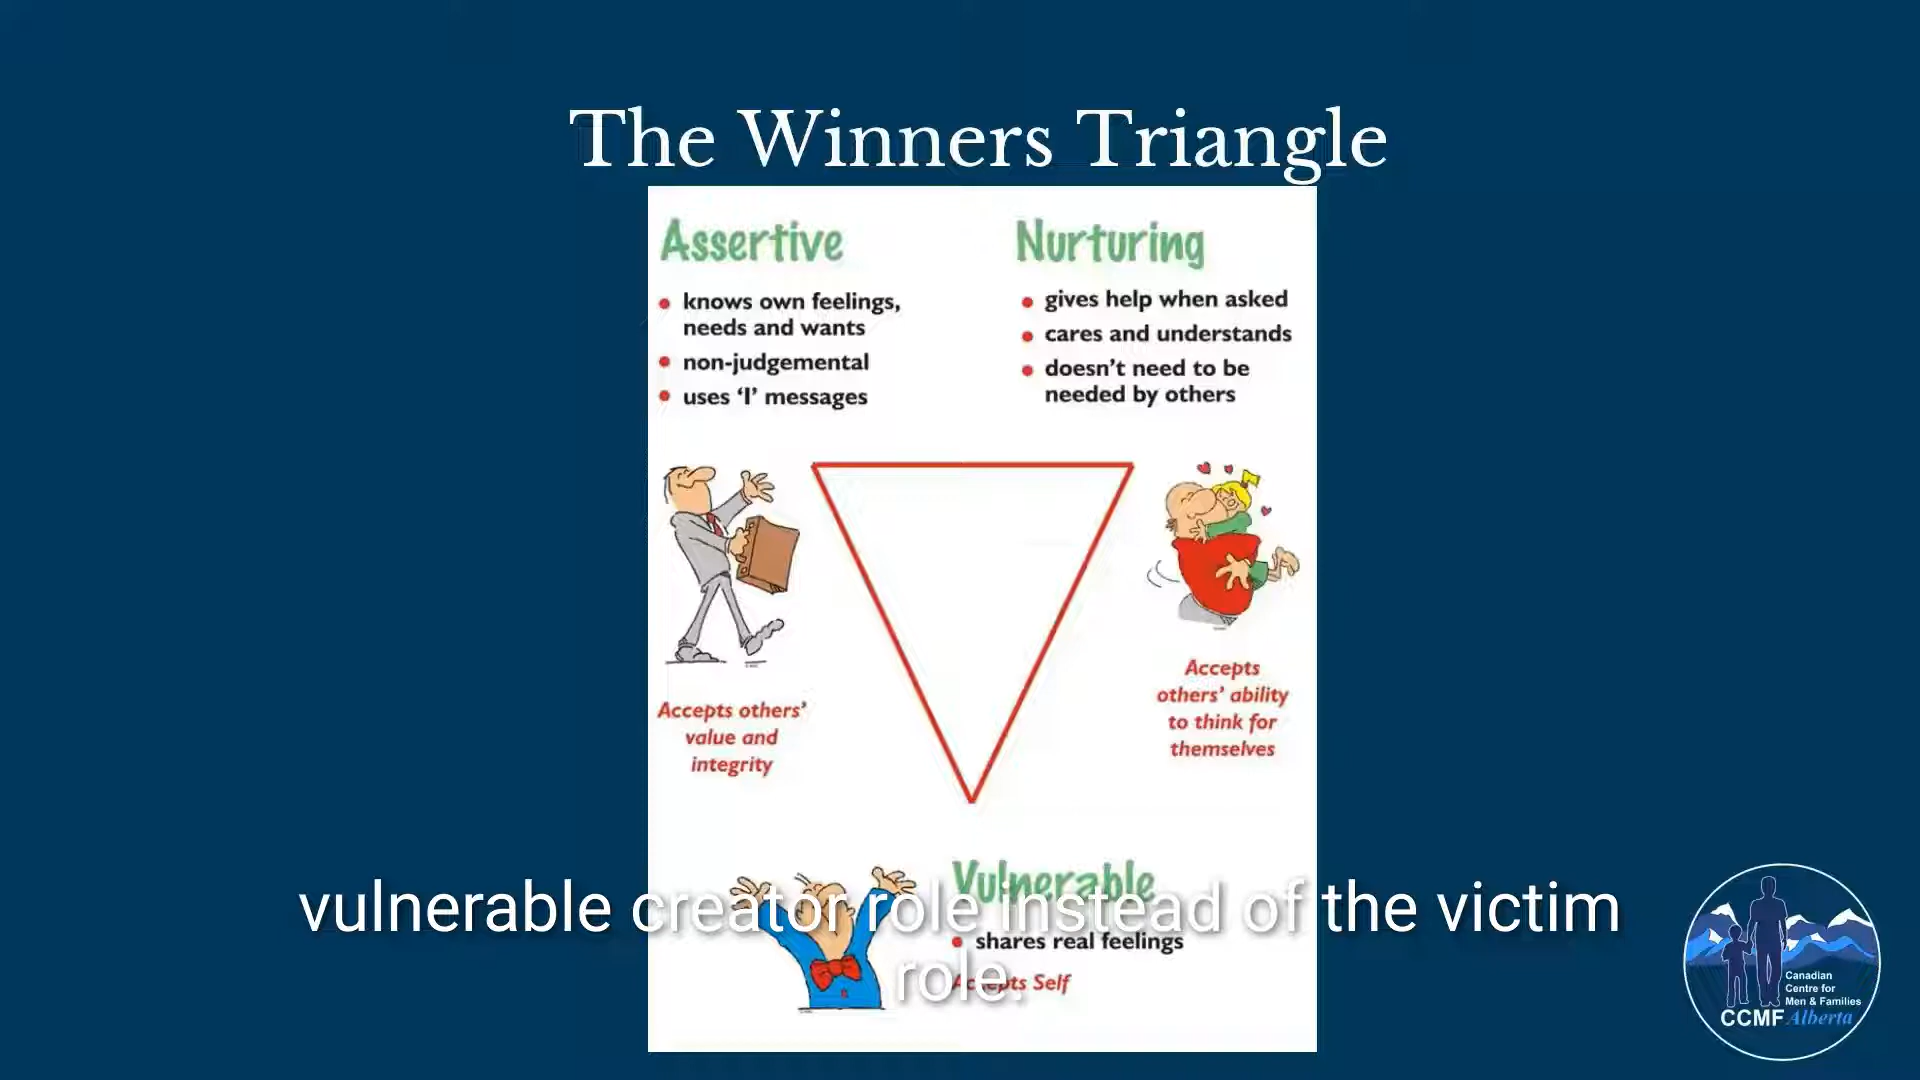 The Winners Triangle
Assertive
• knows own feelings,
needs and wants
• non-judgemental
• uses ‘I’ messages
Nurturing
• gives help when asked
• cares and understands
• doesn’t need to be
needed by others
Accepts others’
value and
integrity
Accepts
others’ ability
to think for
themselves
Vulnerable
• shares real feelings
Accepts Self
vulnerable creator role instead of the victim
role.
Canadian
Centre for
Men & Families
CCMF Alberta